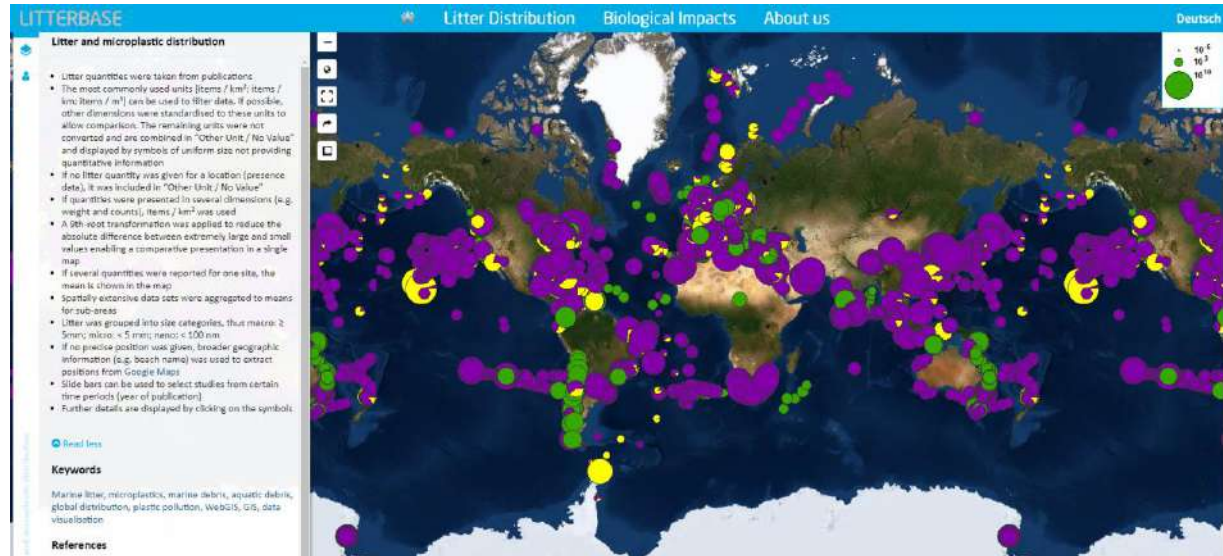 LITTERBASE
Litter Distribution
Biological Impacts
About us
Deutsch
Litter and microplastic distribution
• Litter quantities were taken from publications
• The most commonly used units [items / km²; items /
km; items / m³] can be used to filter data. If possible,
other dimensions were standardised to these units to
allow comparison. The remaining units were not
converted and are combined in "Other Unit / No Value"
and displayed by symbols of uniform size not providing
quantitative information
• If no litter quantity was given for a location (presence
data), it was included in "Other Unit / No Value"
• If quantities were presented in several dimensions (e.g.
weight and counts), items / km² was used
• A 9th-root transformation was applied to reduce the
absolute difference between extremely large and small
values enabling a comparative presentation in a single
map
• If several quantities were reported for one site, the
mean is shown in the map
• Spatially extensive data sets were aggregated to means
for sub-areas
• Litter was grouped into size categories, thus macro: ≥
5mm; micro: < 5 mm; nano: < 100 nm
• If no precise position was given, broader geographic
information (e.g. beach name) was used to extract
positions from Google Maps
• Slide bars can be used to select studies from certain
time periods (year of publication)
• Further details are displayed by clicking on the symbols
Read less
Keywords
Marine litter, microplastics, marine debris, aquatic debris,
global distribution, plastic pollution, WebGIS, GIS, data
visualisation
References
10⁻⁵
10³
10¹⁰